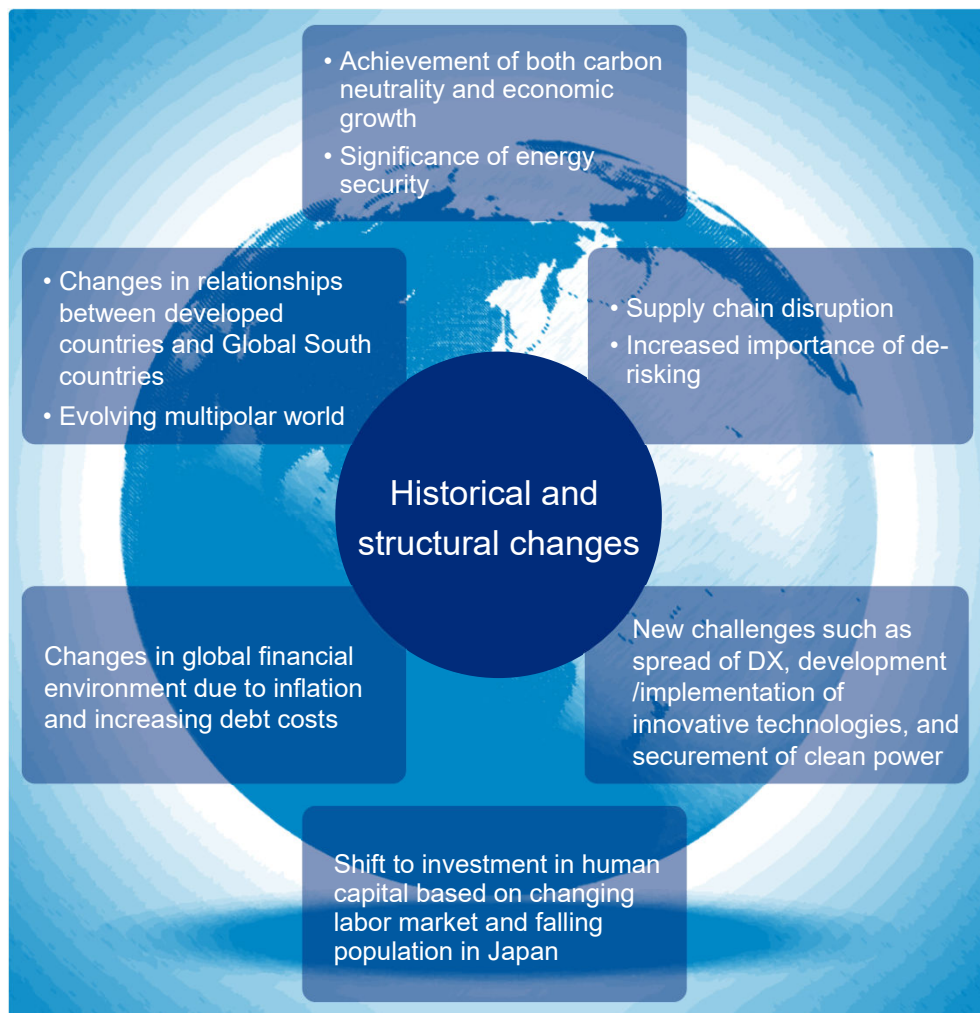 • Achievement of both carbon
neutrality and economic
growth
• Significance of energy
security
• Changes in relationships
between developed
countries and Global South
countries
• Evolving multipolar world
• Supply chain disruption
• Increased importance of de-
risking
Historical and
structural changes
Changes in global financial
environment due to inflation
and increasing debt costs
New challenges such as
spread of DX, development
/implementation of
innovative technologies, and
securement of clean power
Shift to investment in human
capital based on changing
labor market and falling
population in Japan